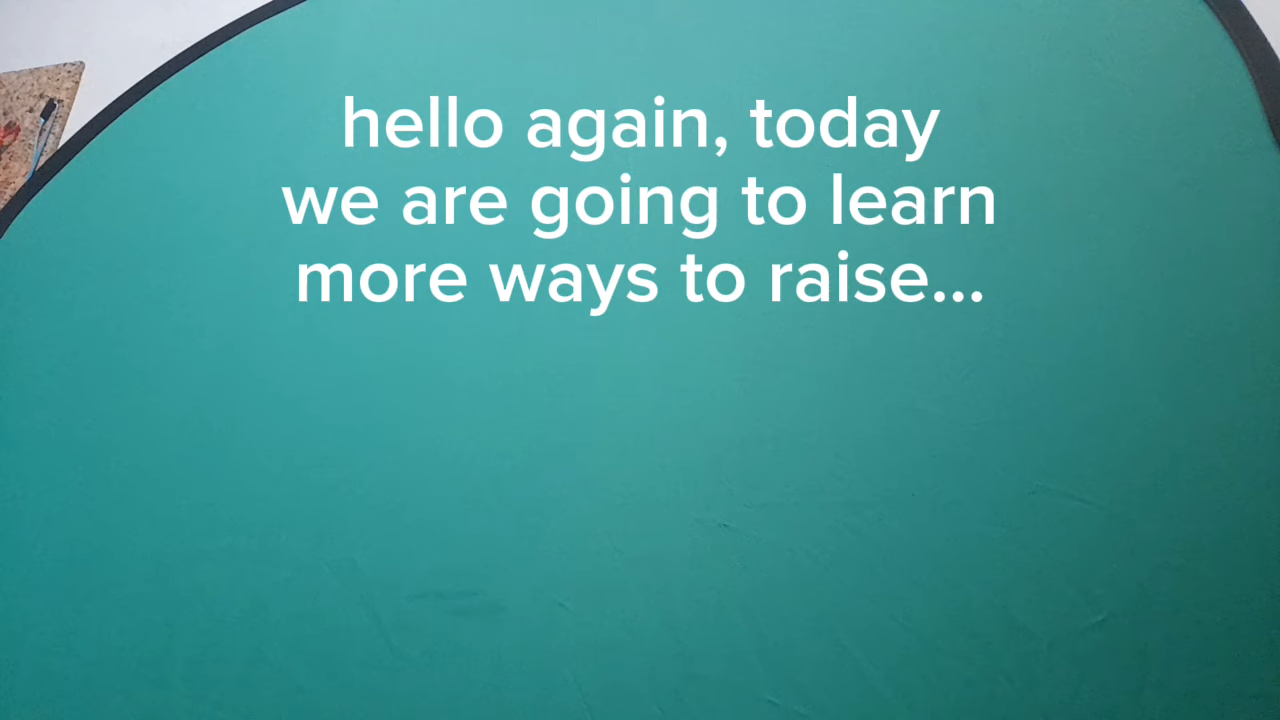 hello again, today
we are going to learn
more ways to raise...